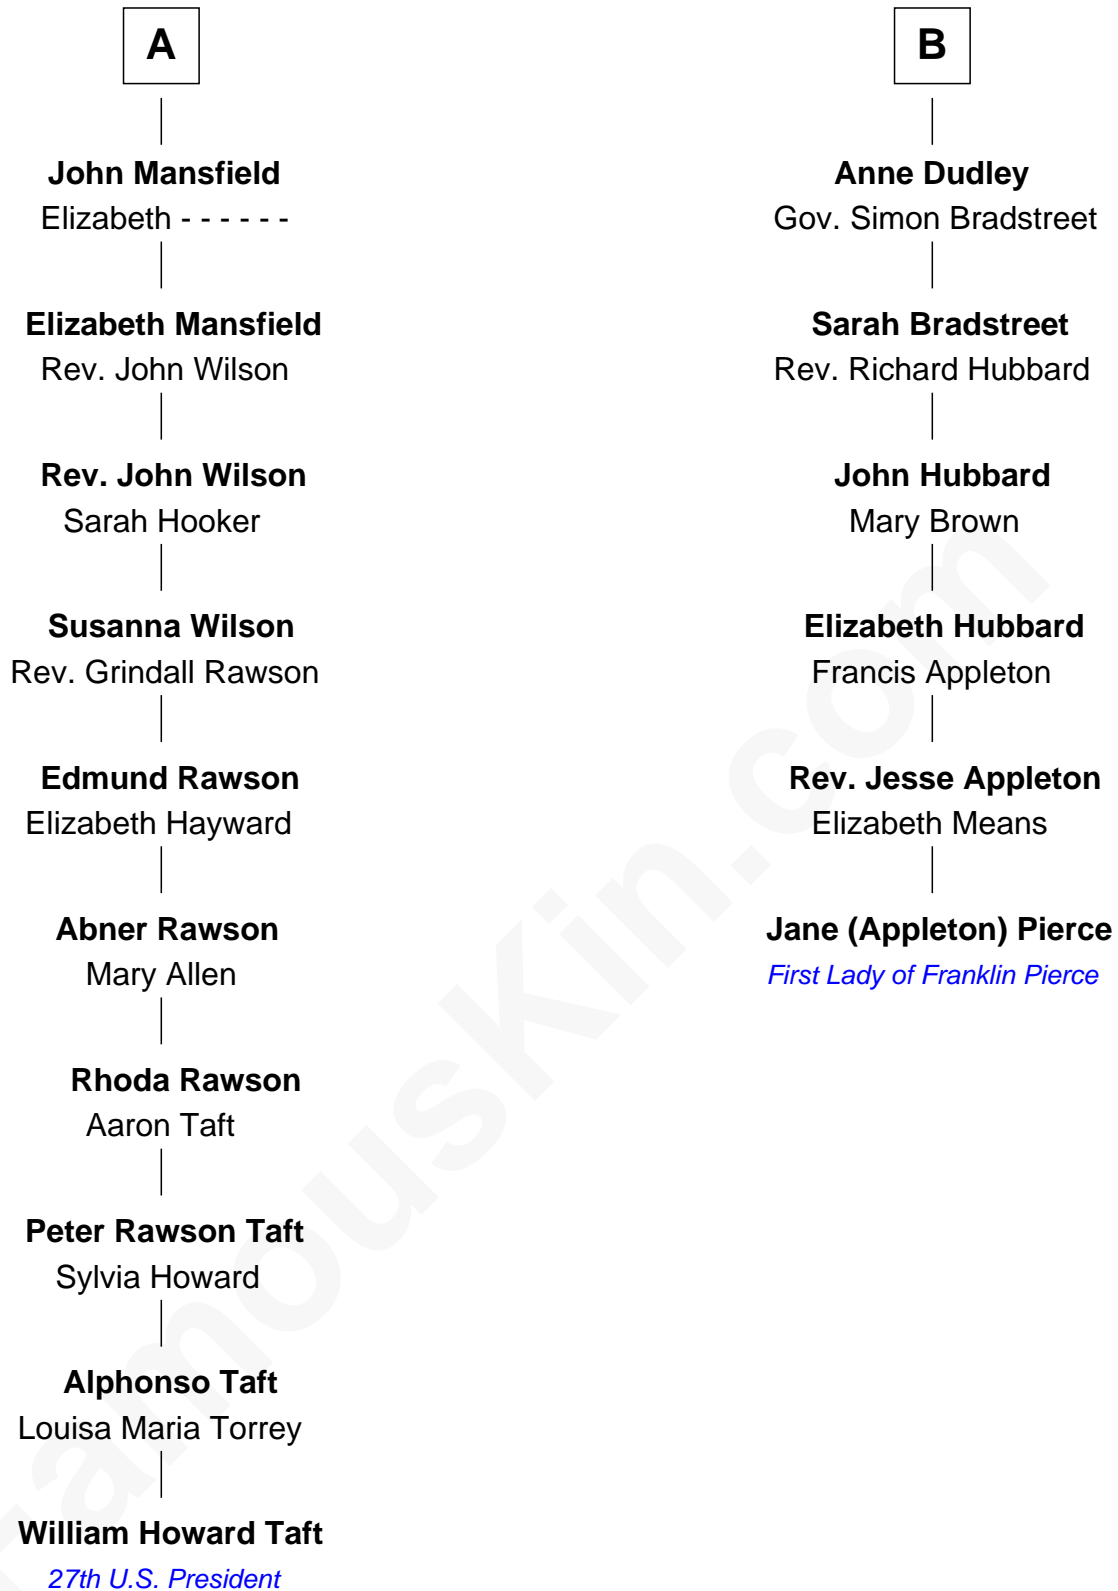 A
John Mansfield
Elizabeth - - - - - -
Elizabeth Mansfield
Rev. John Wilson
Rev. John Wilson
Sarah Hooker
Susanna Wilson
Rev. Grindall Rawson
Edmund Rawson
Elizabeth Hayward
Abner Rawson
Mary Allen
Rhoda Rawson
Aaron Taft
Peter Rawson Taft
Sylvia Howard
Alphonso Taft
Louisa Maria Torrey
William Howard Taft
27th U.S. President
B
Anne Dudley
Gov. Simon Bradstreet
Sarah Bradstreet
Rev. Richard Hubbard
John Hubbard
Mary Brown
Elizabeth Hubbard
Francis Appleton
Rev. Jesse Appleton
Elizabeth Means
Jane (Appleton) Pierce
First Lady of Franklin Pierce
FamousKin.com